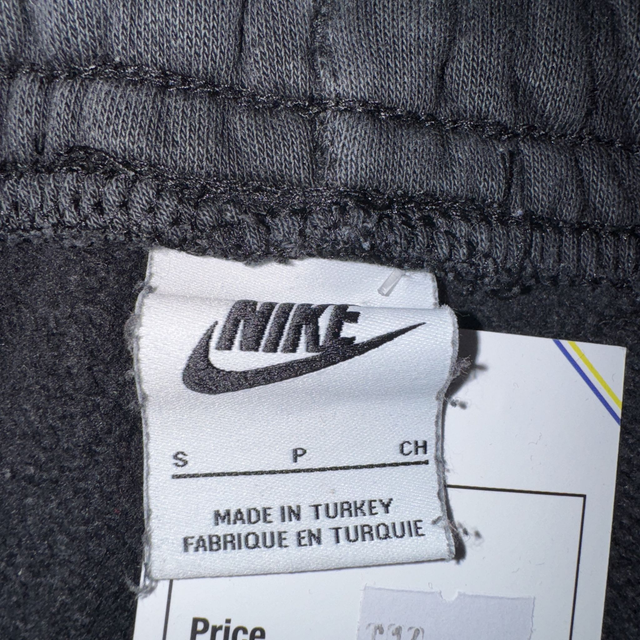 NIKE
S P CH
MADE IN TURKEY
FABRIQUE EN TURQUIE
Price